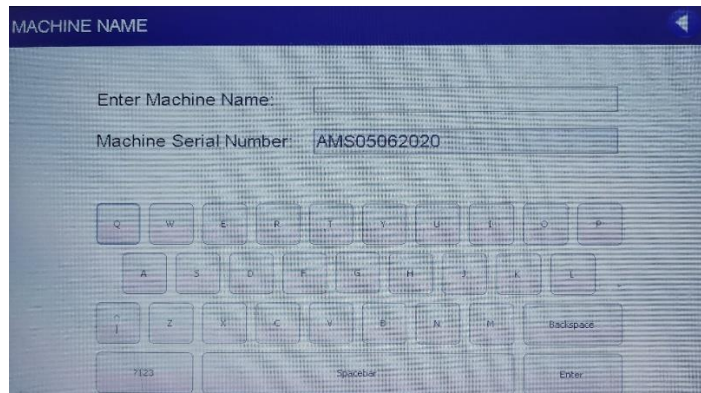 MACHINE NAME
Enter Machine Name:
Machine Serial Number: AMS05062020
Q W E R T Y U I O P
A S D F G H J K L
Z X C V B N M Backspace
?123 Spacebar Enter